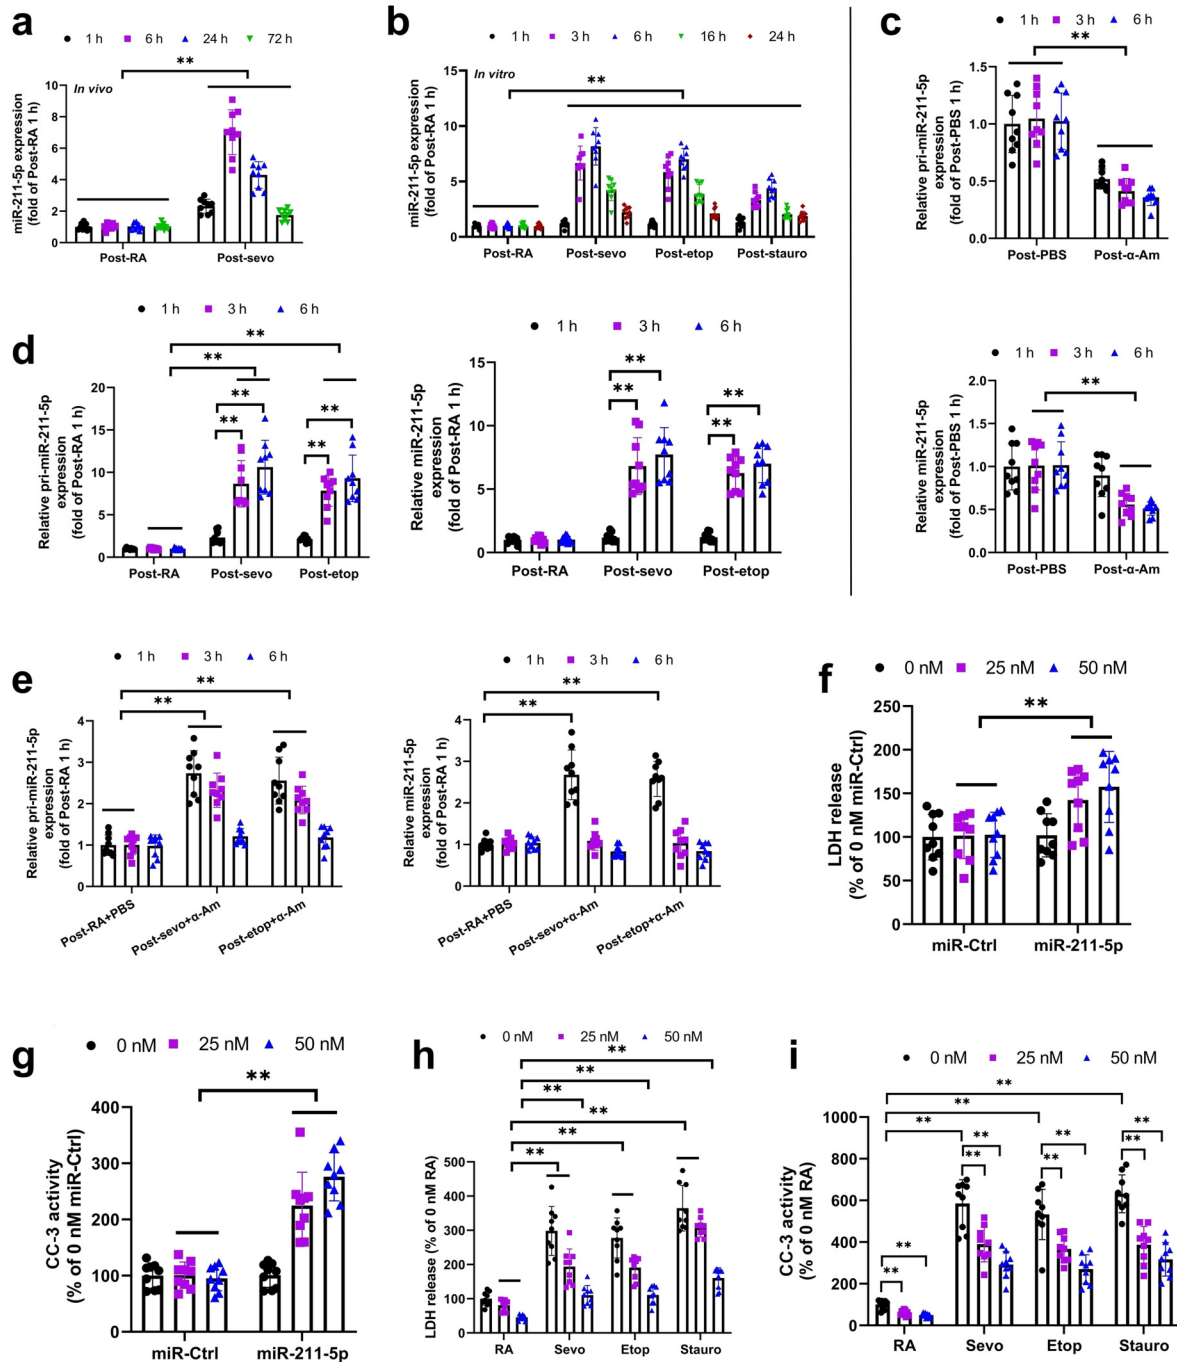 a
1 h 6 h 24 h 72 h
**
In vivo
miR-211-5p expression
(fold of Post-RA 1 h)
10
8
6
4
2
0
Post-RA Post-sevo
b
1 h 3 h 6 h 16 h 24 h
**
In vitro
miR-211-5p expression
(fold of Post-RA 1 h)
15
10
5
0
Post-RA Post-sevo Post-etop Post-stauro
c
1 h 3 h 6 h
**
Relative pri-miR-211-5p
expression
(fold of Post-PBS 1 h)
1.5
1.0
0.5
0.0
Post-PBS Post-α-Am
1 h 3 h 6 h
**
Relative miR-211-5p
expression
(fold of Post-PBS 1 h)
2.0
1.5
1.0
0.5
0.0
Post-PBS Post-α-Am
d
1 h 3 h 6 h
**
**
** **
** **
Relative pri-miR-211-5p
expression
(fold of Post-RA 1 h)
20
15
10
5
0
Post-RA Post-sevo Post-etop
1 h 3 h 6 h
** **
** **
Relative miR-211-5p
expression
(fold of Post-RA 1 h)
15
10
5
0
Post-RA Post-sevo Post-etop
e
1 h 3 h 6 h
**
**
Relative pri-miR-211-5p
expression
(fold of Post-RA 1 h)
4
3
2
1
0
Post-RA+PBS Post-sevo+α-Am Post-etop+α-Am
1 h 3 h 6 h
**
**
Relative miR-211-5p
expression
(fold of Post-RA 1 h)
4
3
2
1
0
Post-RA+PBS Post-sevo+α-Am Post-etop+α-Am
f
0 nM 25 nM 50 nM
**
LDH release
(% of 0 nM miR-Ctrl)
250
200
150
100
50
0
miR-Ctrl miR-211-5p
g
0 nM 25 nM 50 nM
**
CC-3 activity
(% of 0 nM miR-Ctrl)
400
300
200
100
0
miR-Ctrl miR-211-5p
h
0 nM 25 nM 50 nM
**
**
**
**
**
**
LDH release (% of 0 nM RA)
500
400
300
200
100
0
RA Sevo Etop Stauro
i
0 nM 25 nM 50 nM
**
**
**
** ** **
** ** **
**
**
CC-3 activity
(% of 0 nM RA)
800
600
400
200
0
RA Sevo Etop Stauro